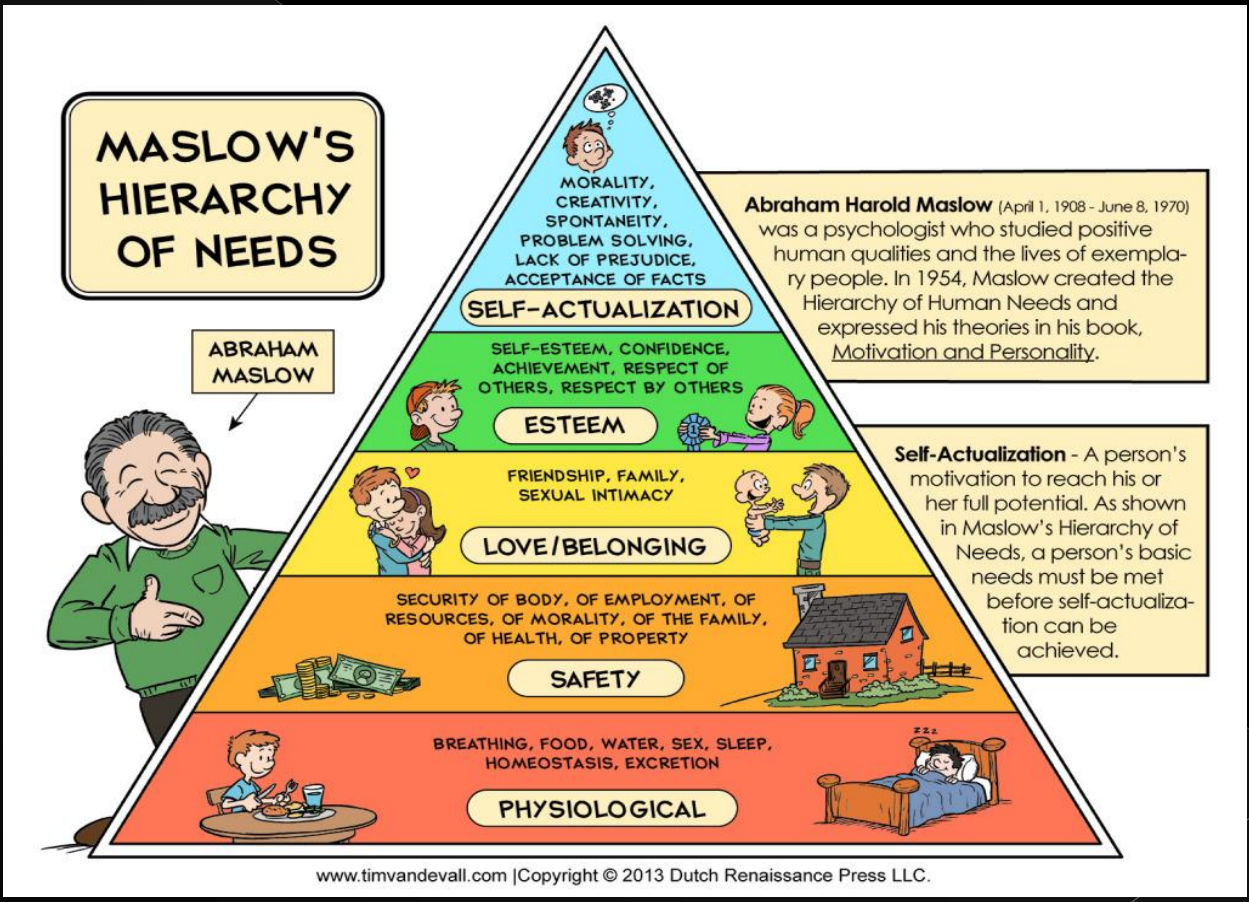 MASLOW'S
HIERARCHY
OF NEEDS
ABRAHAM
MASLOW
MORALITY,
CREATIVITY,
SPONTANEITY,
PROBLEM SOLVING,
LACK OF PREJUDICE,
ACCEPTANCE OF FACTS
SELF-ACTUALIZATION
SELF-ESTEEM, CONFIDENCE,
ACHIEVEMENT, RESPECT OF
OTHERS, RESPECT BY OTHERS
ESTEEM
1
FRIENDSHIP, FAMILY,
SEXUAL INTIMACY
LOVE/BELONGING
SECURITY OF BODY, OF EMPLOYMENT, OF
RESOURCES, OF MORALITY, OF THE FAMILY,
OF HEALTH, OF PROPERTY
SAFETY
BREATHING, FOOD, WATER, SEX, SLEEP,
HOMEOSTASIS, EXCRETION
zzz
PHYSIOLOGICAL
Abraham Harold Maslow (April 1, 1908 - June 8, 1970)
was a psychologist who studied positive
human qualities and the lives of exempla-
ry people. In 1954, Maslow created the
Hierarchy of Human Needs and
expressed his theories in his book,
Motivation and Personality.
Self-Actualization - A person's
motivation to reach his or
her full potential. As shown
in Maslow's Hierarchy of
Needs, a person's basic
needs must be met
before self-actualiza-
tion can be
achieved.
www.timvandevall.com |Copyright © 2013 Dutch Renaissance Press LLC.